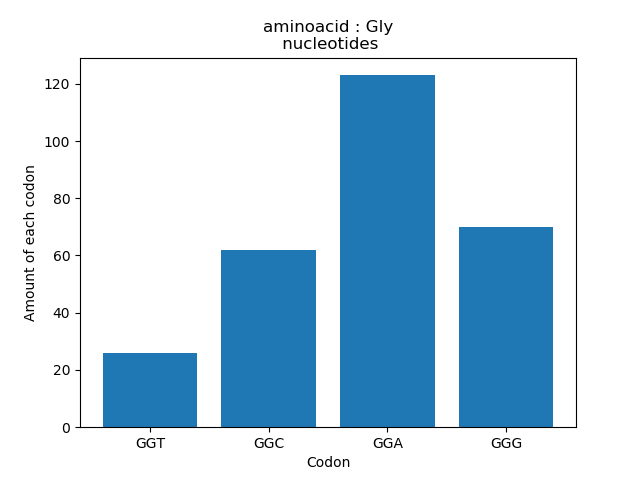 aminoacid : Gly
nucleotides
Amount of each codon
120
100
80
60
40
20
0
GGT GGC GGA GGG
Codon